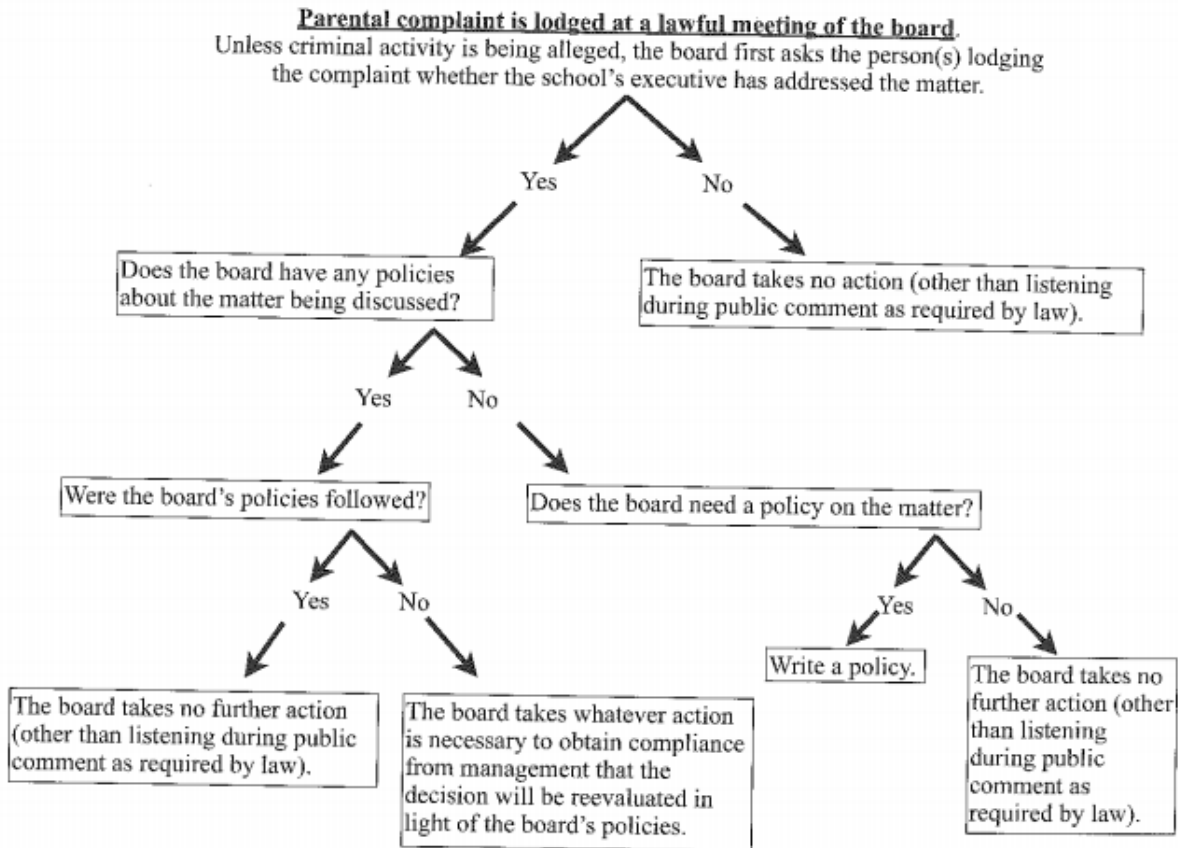 Parental complaint is lodged at a lawful meeting of the board.
Unless criminal activity is being alleged, the board first asks the person(s) lodging
the complaint whether the school's executive has addressed the matter.
Yes
No
Does the board have any policies
about the matter being discussed?
The board takes no action (other than listening
during public comment as required by law).
Yes
No
Were the board's policies followed?
Does the board need a policy on the matter?
Yes
No
Yes
No
The board takes no further action
(other than listening during public
comment as required by law).
The board takes whatever action
is necessary to obtain compliance
from management that the
decision will be reevaluated in
light of the board's policies.
Write a policy.
The board takes no
further action (other
than listening
during public
comment as
required by law).